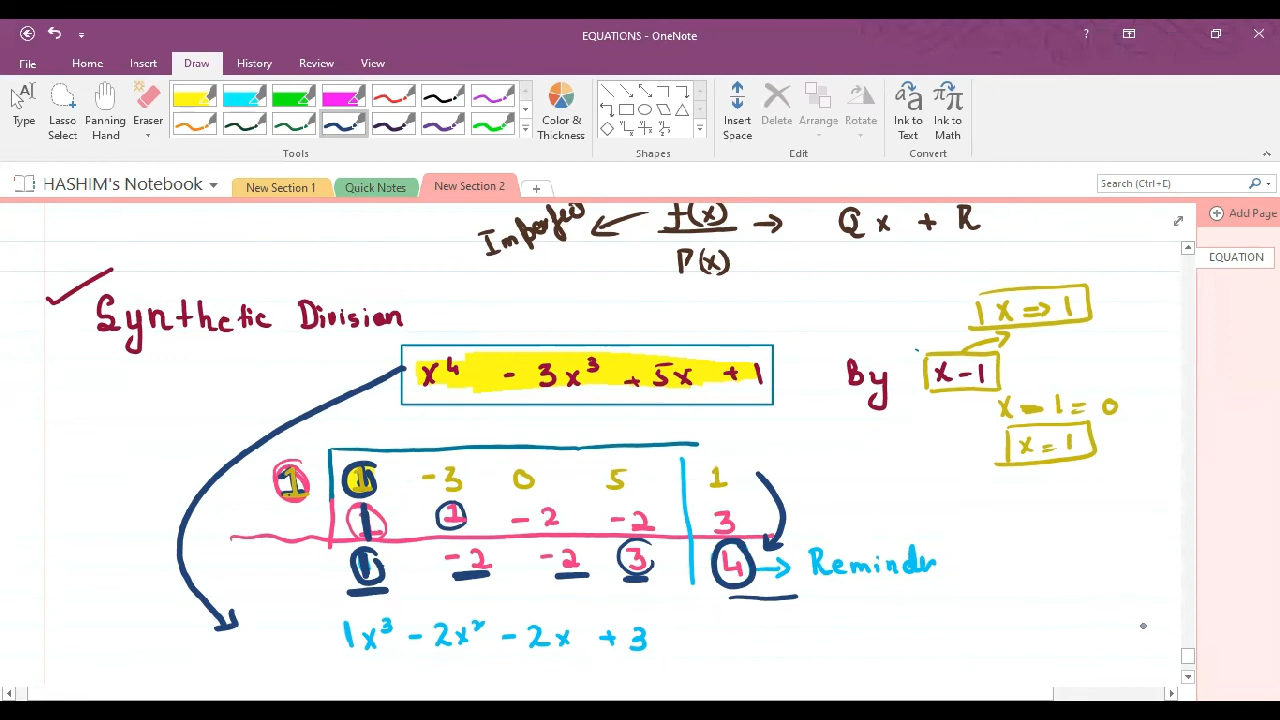 EQUATIONS - OneNote
?
File Home Insert Draw History Review View
Type
Lasso Select
Panning Hand
Eraser
Color & Thickness
Insert Space
Delete
Arrange
Rotate
Ink to Text
Ink to Math
Tools
Shapes
Edit
Convert
HASHIM's Notebook
New Section 1
Quick Notes
New Section 2
Search (Ctrl+E)
Add Page
EQUATION
Imperfect ← f(x) / P(x) → Qx + R
Synthetic Division
x⇒1
x⁴ - 3x³ + 5x + 1 By x-1
x-1=0
x=1
1 1 -3 0 5 1
1 1 -2 -2 3
1 -2 -2 3 4 → Reminder
1x³ - 2x² - 2x + 3